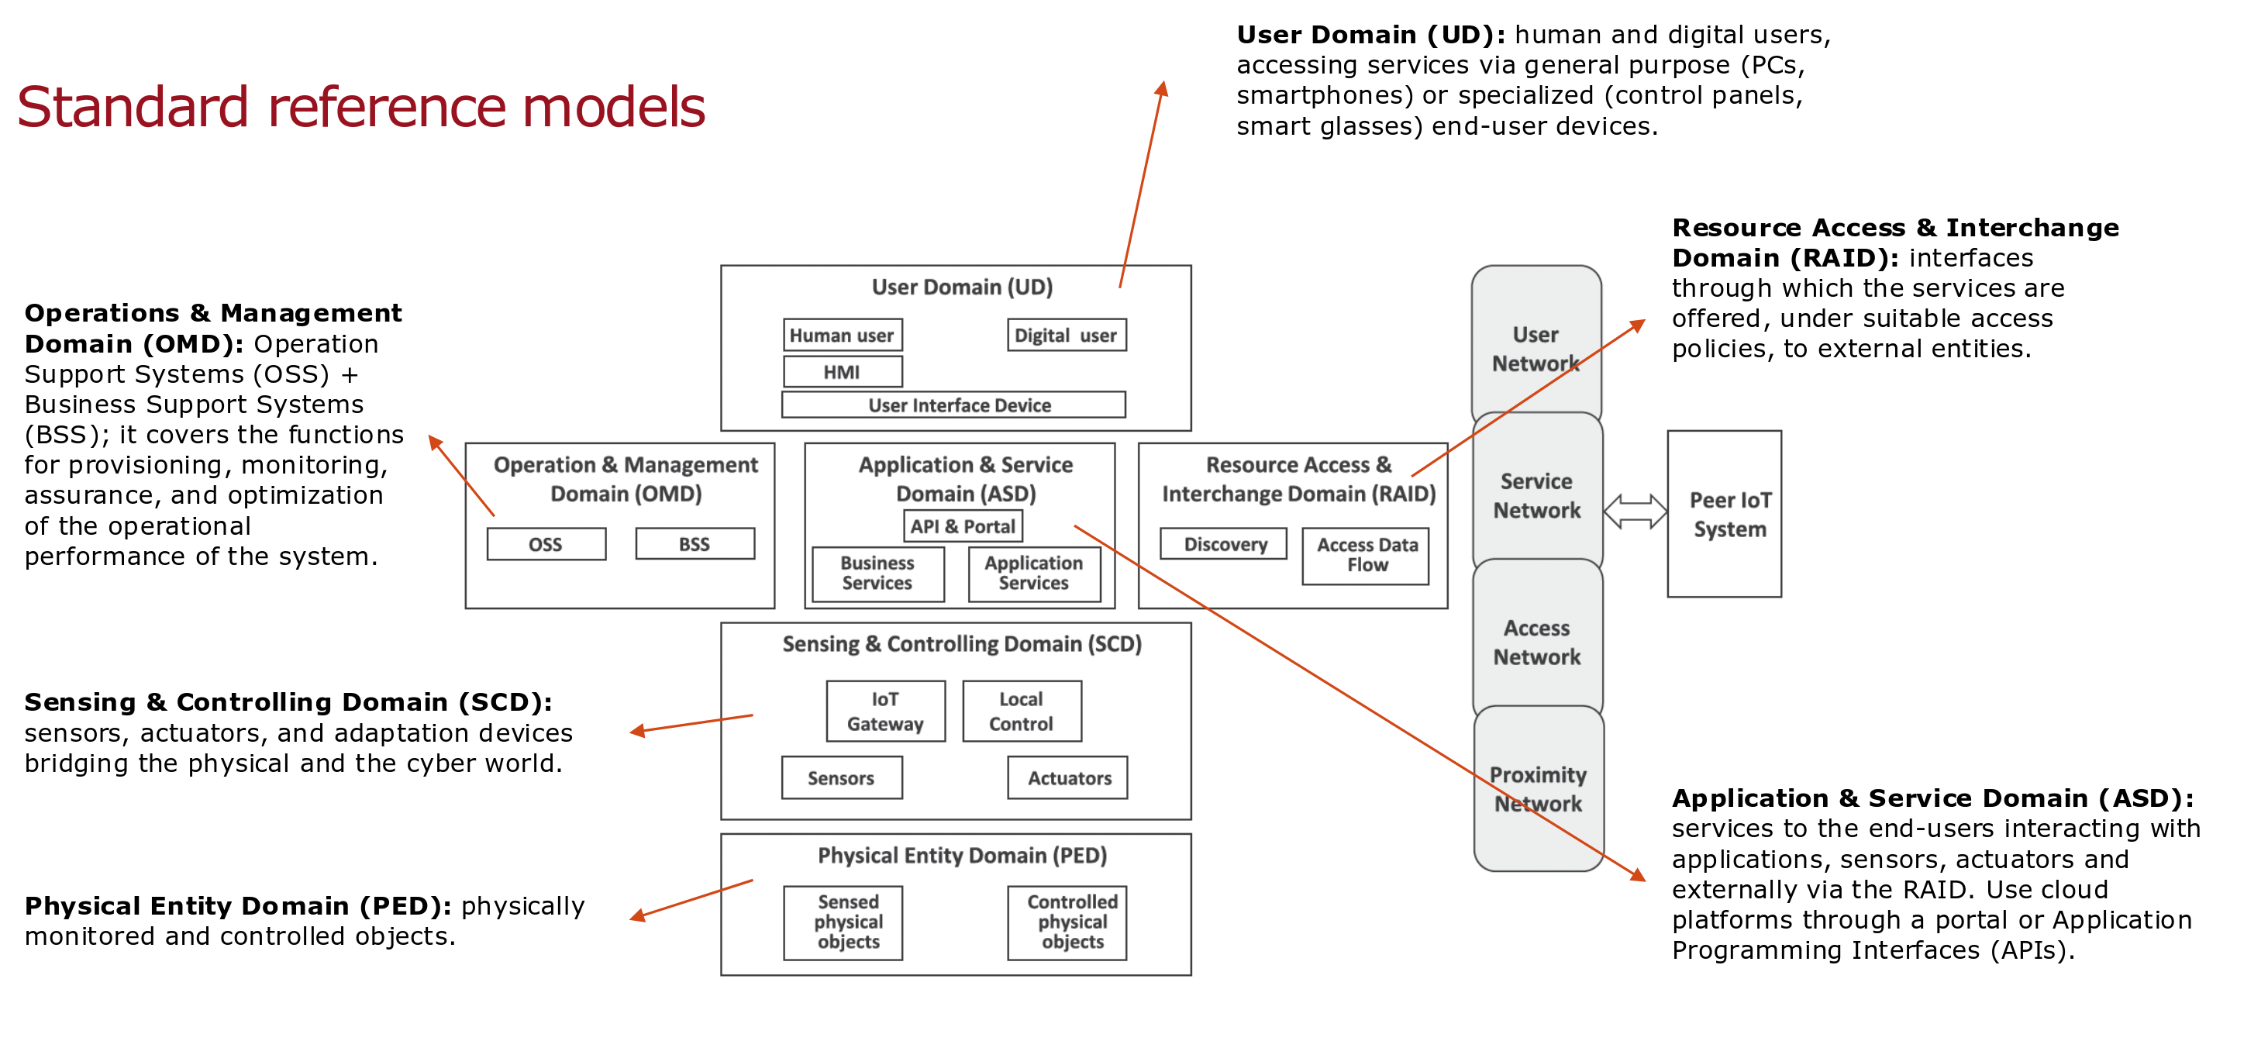 Standard reference models
User Domain (UD): human and digital users,
accessing services via general purpose (PCs,
smartphones) or specialized (control panels,
smart glasses) end-user devices.
Resource Access & Interchange
Domain (RAID): interfaces
through which the services are
offered, under suitable access
policies, to external entities.
Operations & Management
Domain (OMD): Operation
Support Systems (OSS) +
Business Support Systems
(BSS); it covers the functions
for provisioning, monitoring,
assurance, and optimization
of the operational
performance of the system.
User Domain (UD)
Human user
Digital user
HMI
User Interface Device
Operation & Management
Domain (OMD)
OSS
BSS
Application & Service
Domain (ASD)
API & Portal
Business
Services
Application
Services
Resource Access &
Interchange Domain (RAID)
Discovery
Access Data
Flow
User
Network
Service
Network
Access
Network
Proximity
Network
Peer IoT
System
Sensing & Controlling Domain (SCD)
IoT
Gateway
Local
Control
Sensors
Actuators
Physical Entity Domain (PED)
Sensed
physical
objects
Controlled
physical
objects
Sensing & Controlling Domain (SCD):
sensors, actuators, and adaptation devices
bridging the physical and the cyber world.
Physical Entity Domain (PED): physically
monitored and controlled objects.
Application & Service Domain (ASD):
services to the end-users interacting with
applications, sensors, actuators and
externally via the RAID. Use cloud
platforms through a portal or Application
Programming Interfaces (APIs).